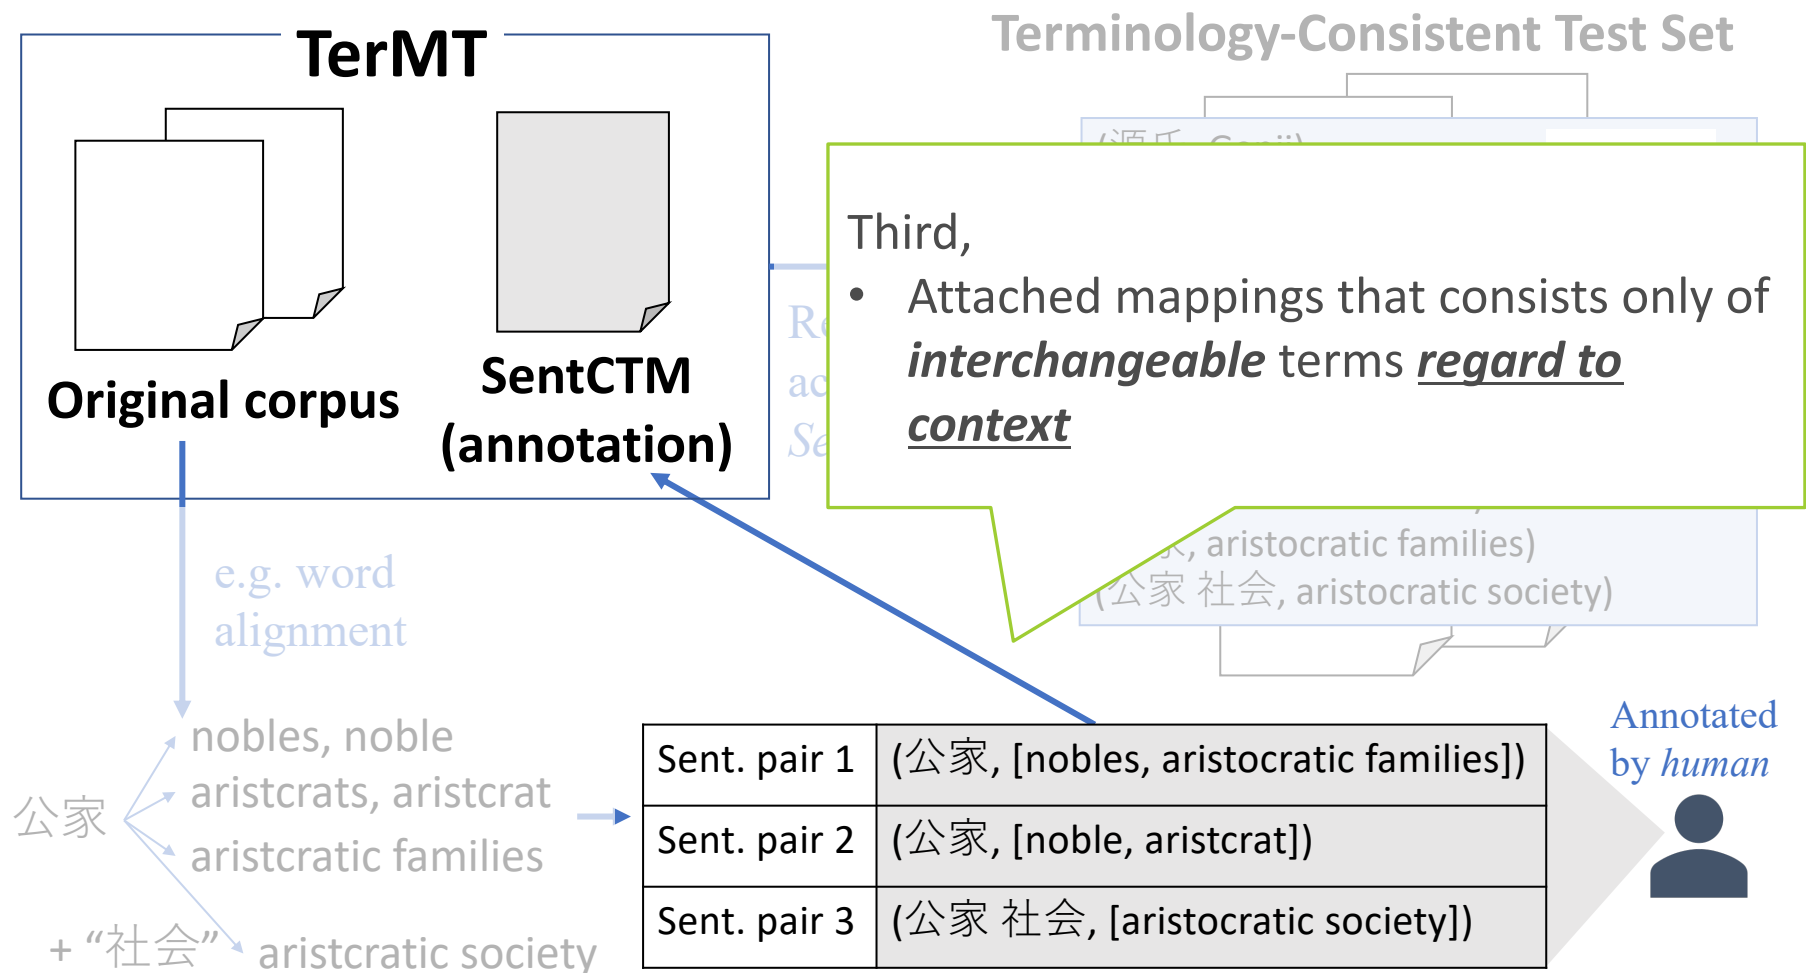 TerMT
Original corpus
SentCTM
(annotation)
Terminology-Consistent Test Set
Third,
• Attached mappings that consists only of
interchangeable terms regard to
context
, aristocratic families)
(公家 社会, aristocratic society)
e.g. word
alignment
公家
nobles, noble
aristcrats, aristcrat
aristcratic families
+ “社会”
aristcratic society
Sent. pair 1 (公家, [nobles, aristocratic families])
Sent. pair 2 (公家, [noble, aristcrat])
Sent. pair 3 (公家 社会, [aristocratic society])
Annotated
by human